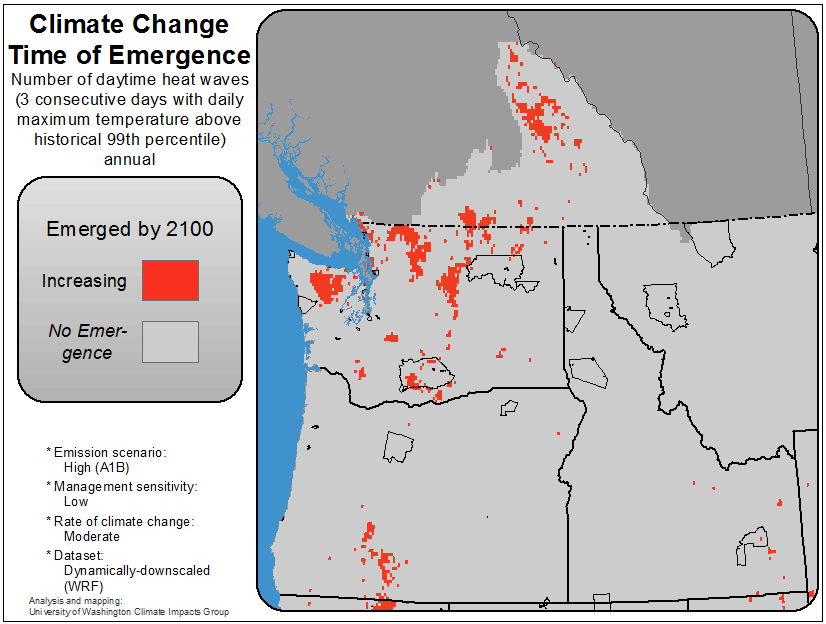 Climate Change
Time of Emergence
Number of daytime heat waves
(3 consecutive days with daily
maximum temperature above
historical 99th percentile)
annual
Emerged by 2100
Increasing
No Emer-
gence
* Emission scenario:
High (A1B)
* Management sensitivity:
Low
* Rate of climate change:
Moderate
* Dataset:
Dynamically-downscaled
(WRF)
Analysis and mapping:
University of Washington Climate Impacts Group